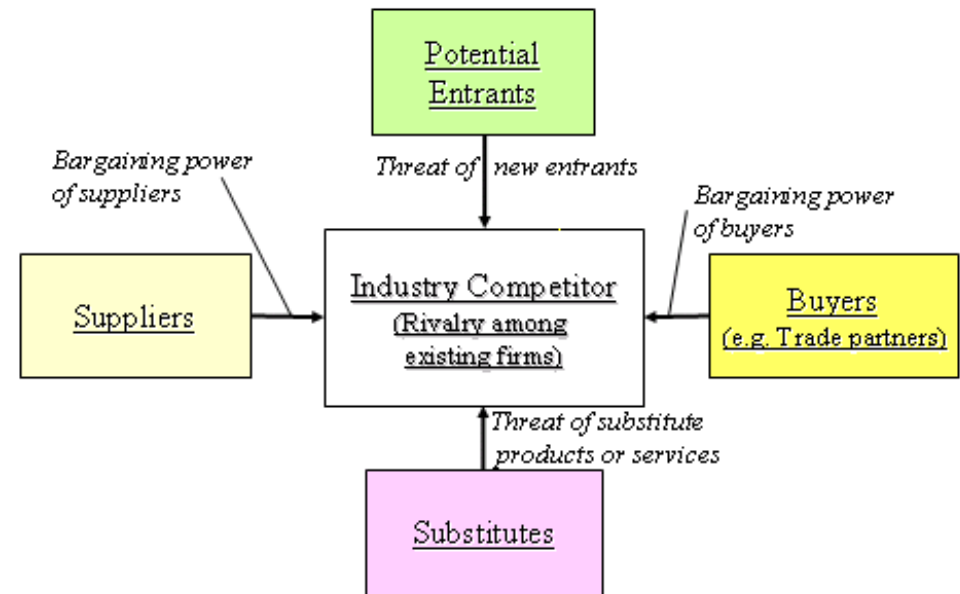 Potential
Entrants
Threat of new entrants
Bargaining power
of suppliers
Bargaining power
of buyers
Suppliers
Industry Competitor
(Rivalry among
existing firms)
Buyers
(e.g. Trade partners)
Threat of substitute
products or services
Substitutes